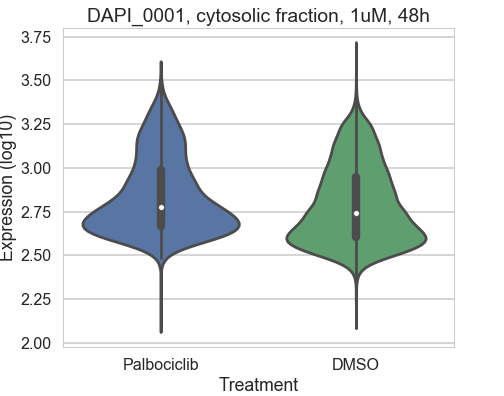 DAPI_0001, cytosolic fraction, 1uM, 48h
3.75
3.50
3.25
3.00
2.75
2.50
2.25
2.00
Expression (log10)
Palbociclib
DMSO
Treatment